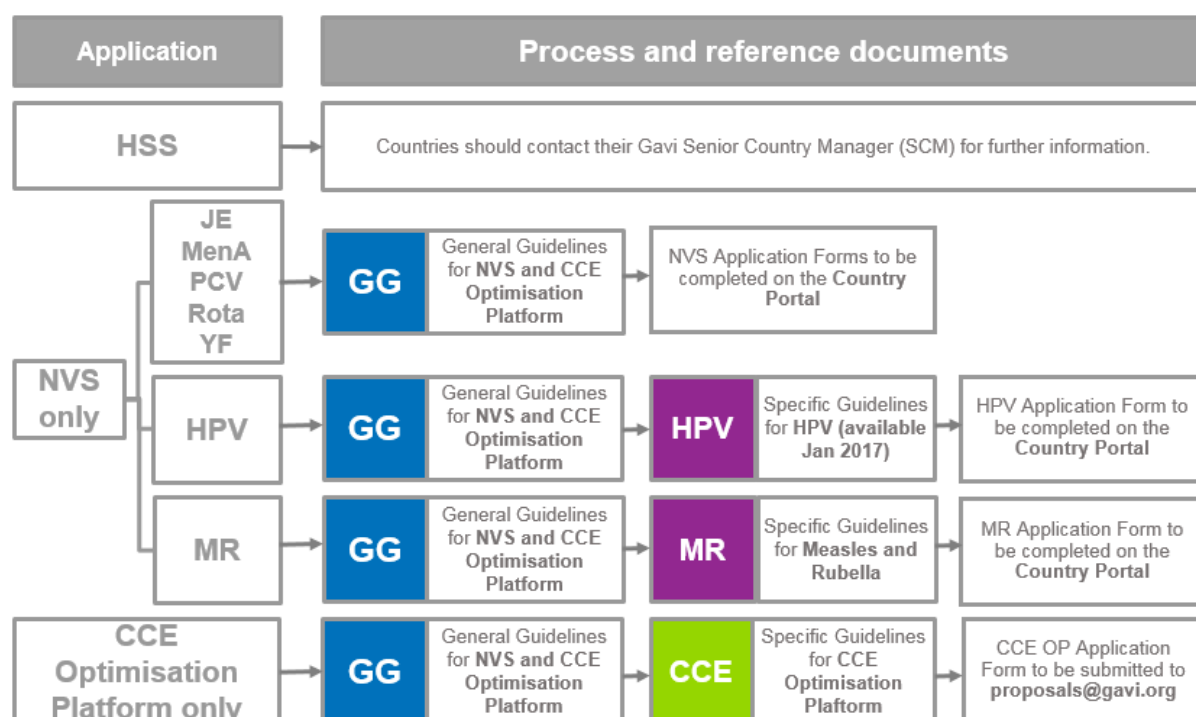 Application
Process and reference documents
HSS
Countries should contact their Gavi Senior Country Manager (SCM) for further information.
NVS
only
JE
MenA
PCV
Rota
YF
GG
General Guidelines
for NVS and CCE
Optimisation
Platform
NVS Application Forms to be
completed on the Country
Portal
HPV
GG
General Guidelines
for NVS and CCE
Optimisation
Platform
HPV
Specific Guidelines
for HPV (available
Jan 2017)
HPV Application Form to
be completed on the
Country Portal
MR
GG
General Guidelines
for NVS and CCE
Optimisation
Platform
MR
Specific Guidelines
for Measles and
Rubella
MR Application Form to
be completed on the
Country Portal
CCE
Optimisation
Platform only
GG
General Guidelines
for NVS and CCE
Optimisation
Platform
CCE
Specific Guidelines
for CCE
Optimisation
Plaftorm
CCE OP Application
Form to be submitted to
proposals@gavi.org